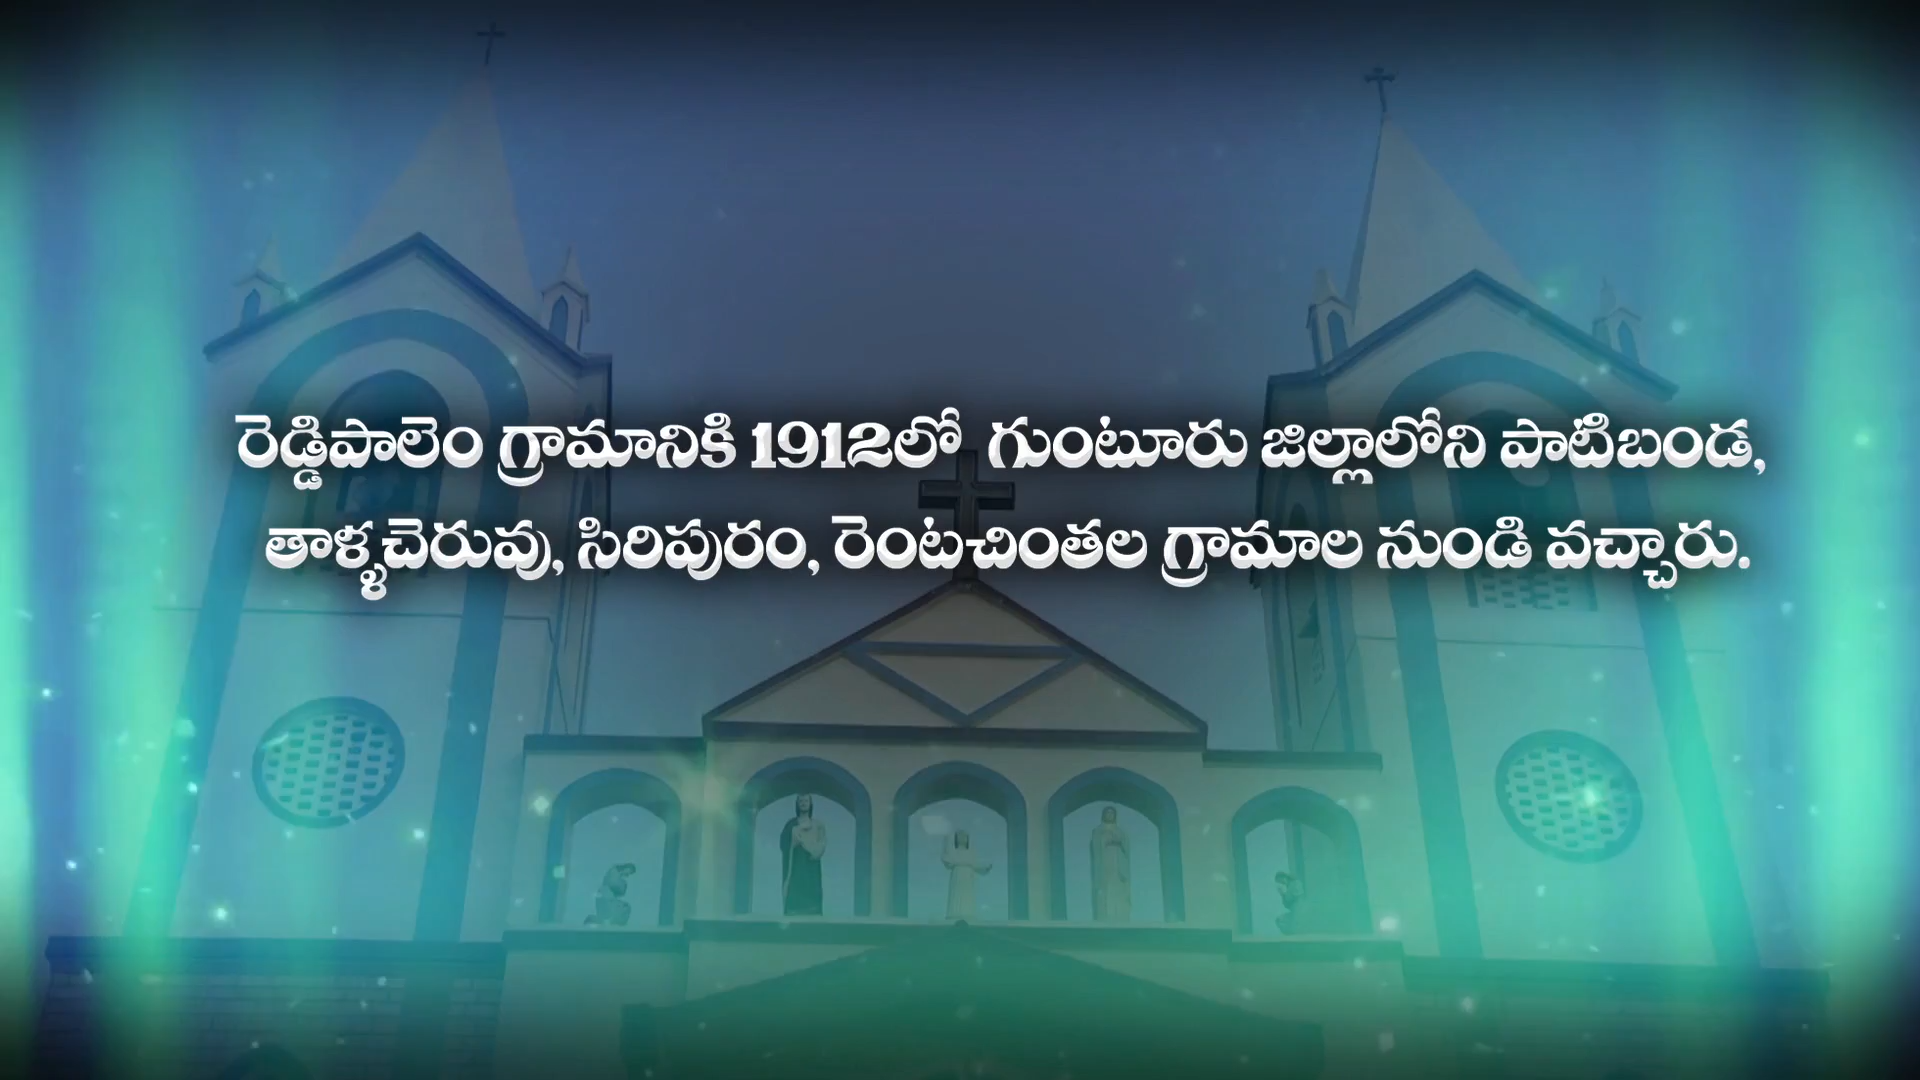 రెడ్డిపాలెం గ్రామానికి 1912లో గుంటూరు జిల్లాలోని పాటిబండ,
తాళ్ళచెరువు, సిరిపురం, రెంటచింతల గ్రామాల నుండి వచ్చారు.